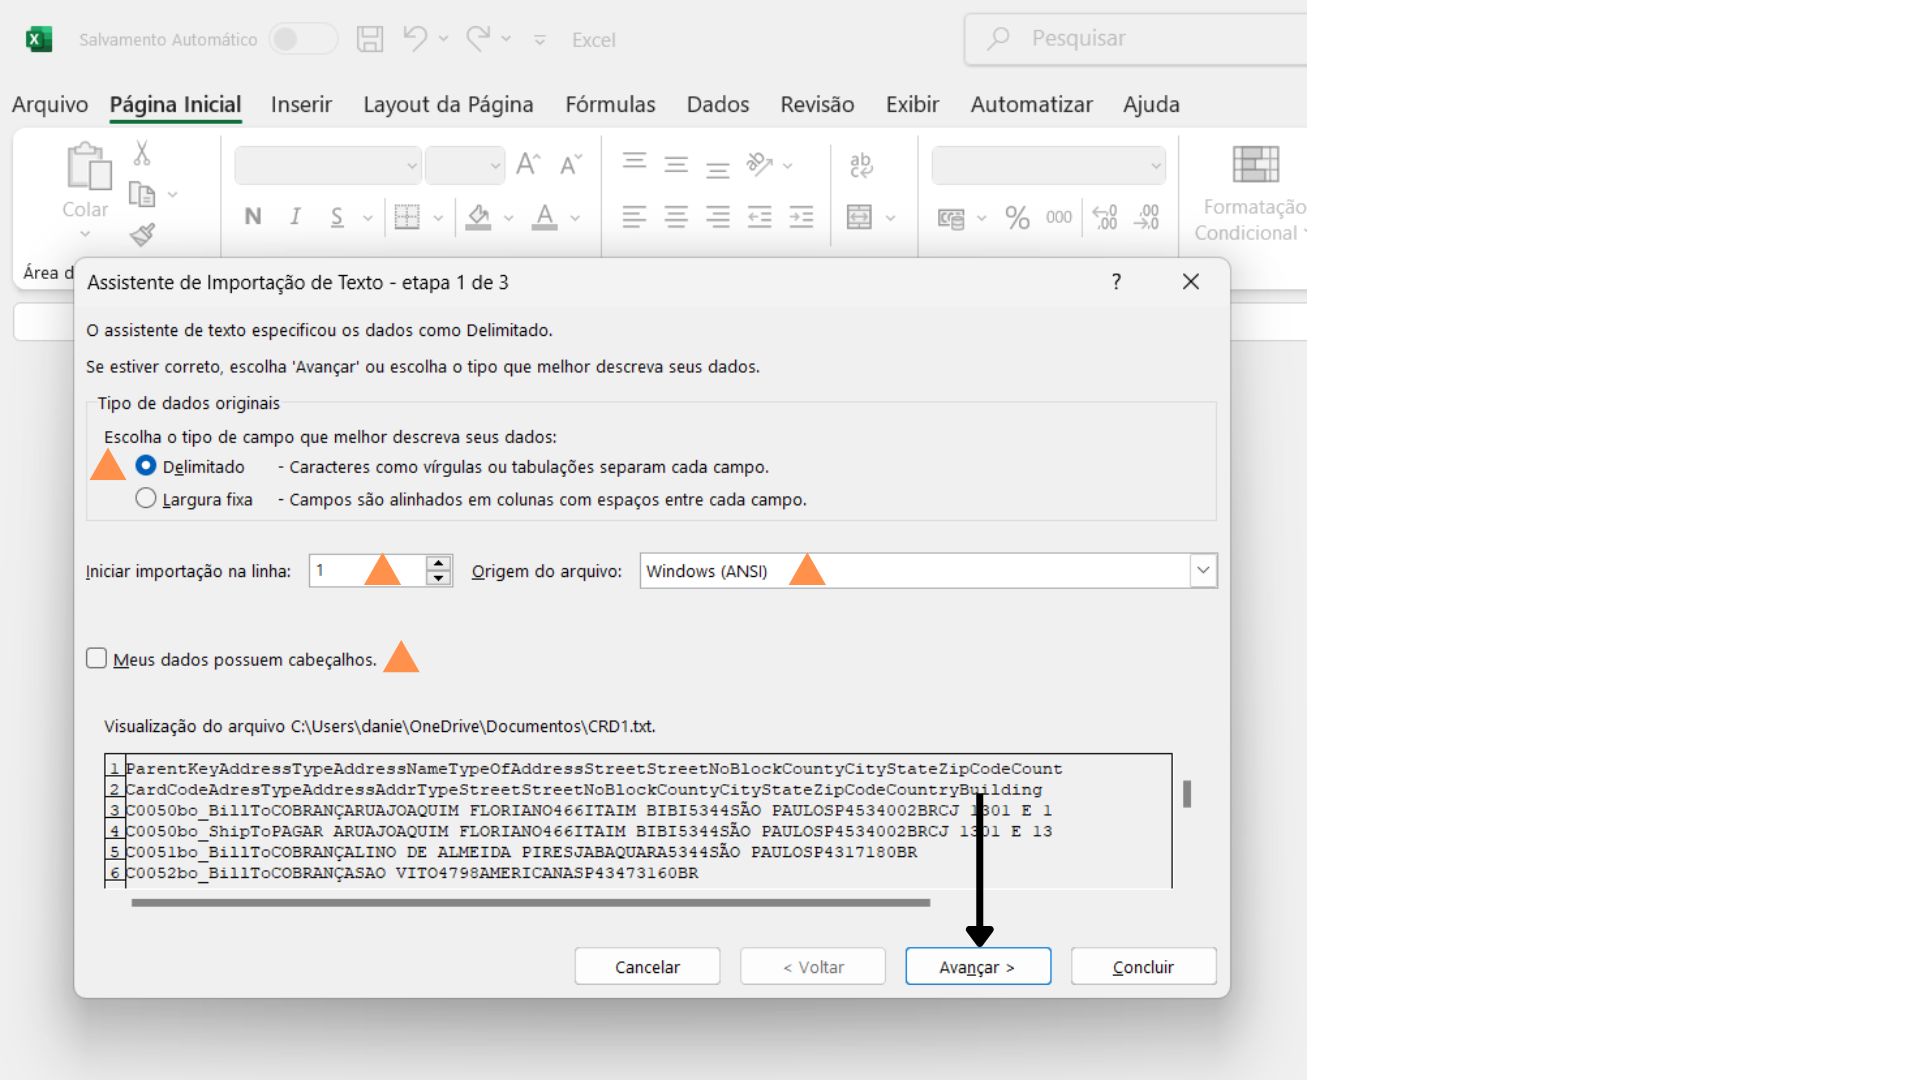 Salvamento Automático
Excel
Pesquisar
Arquivo Página Inicial Inserir Layout da Página Fórmulas Dados Revisão Exibir Automatizar Ajuda
Colar
N I S A
% 000
Formatação
Condicional
Área d
Assistente de Importação de Texto - etapa 1 de 3
O assistente de texto especificou os dados como Delimitado.
Se estiver correto, escolha 'Avançar' ou escolha o tipo que melhor descreva seus dados.
Tipo de dados originais
Escolha o tipo de campo que melhor descreva seus dados:
Delimitado - Caracteres como vírgulas ou tabulações separam cada campo.
Largura fixa - Campos são alinhados em colunas com espaços entre cada campo.
Iniciar importação na linha: 1 Origem do arquivo: Windows (ANSI)
Meus dados possuem cabeçalhos.
Visualização do arquivo C:\Users\danie\OneDrive\Documentos\CRD1.txt.
1 ParentKeyAddressTypeAddressNameTypeOfAddressStreetStreetNoBlockCountyCityStateZipCodeCount
2 CardCodeAdresTypeAddressAddrTypeStreetStreetNoBlockCountyCityStateZipCodeCountryBuilding
3 C0050bo_BillToCOBRANÇARUAJOAQUIM FLORIANO466ITAIM BIBI5344SÃO PAULOSP4534002BRCJ 1301 E 1
4 C0050bo_ShipToPAGAR ARUAJOAQUIM FLORIANO466ITAIM BIBI5344SÃO PAULOSP4534002BRCJ 1301 E 13
5 C0051bo_BillToCOBRANÇALINO DE ALMEIDA PIRESJABAQUARA5344SÃO PAULOSP4317180BR
6 C0052bo_BillToCOBRANÇASAO VITO4798AMERICANASP43473160BR
Cancelar < Voltar Avançar > Concluir